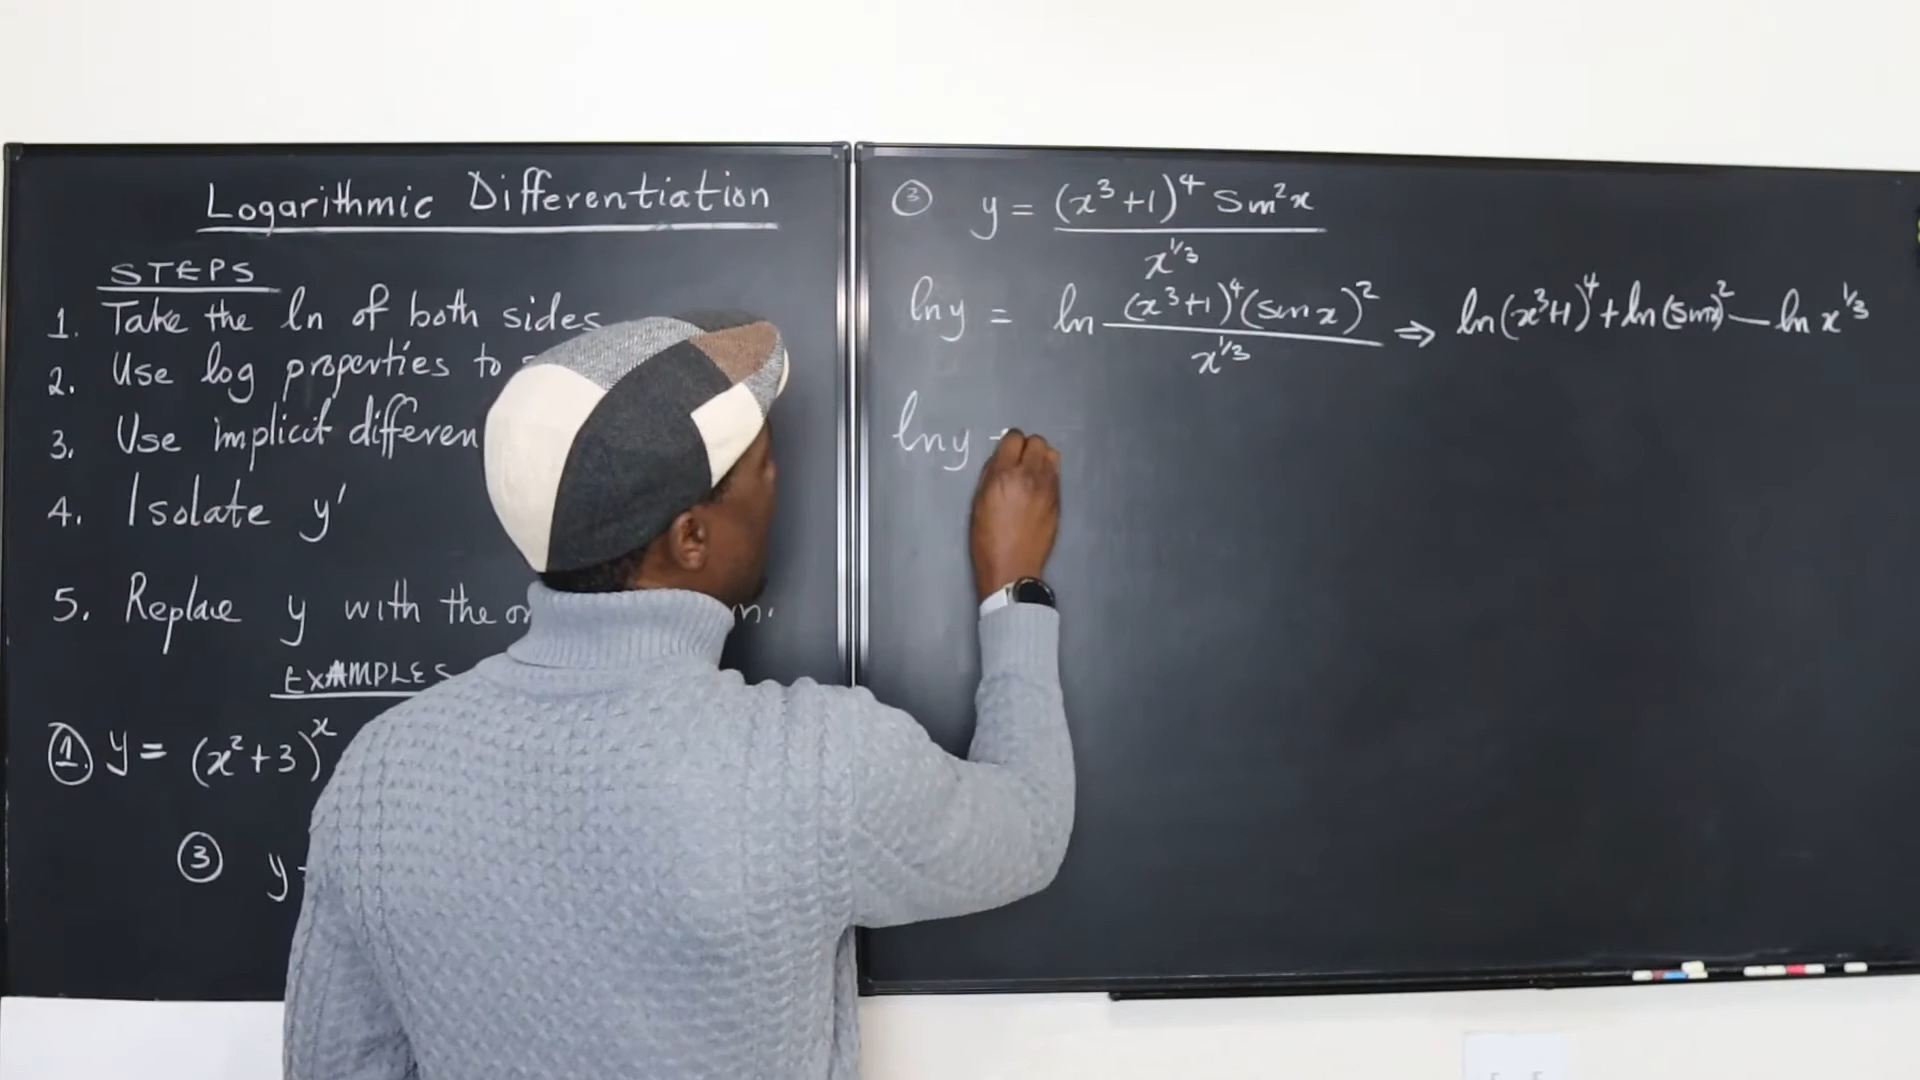 Logarithmic Differentiation
STEPS
1. Take the ln of both sides
2. Use log properties to
3. Use implicit differen
4. Isolate y'
5. Replace y with the
EXAMPLES
① y = (x²+3)ˣ
③ y
③ y = (x³+1)⁴ Sin²x
x^{1/3}
ln y = ln (x³+1)⁴(sin x)² ⇒ ln(x³+1)⁴ + ln(sinx)² − ln x^{1/3}
x^{1/3}
ln y